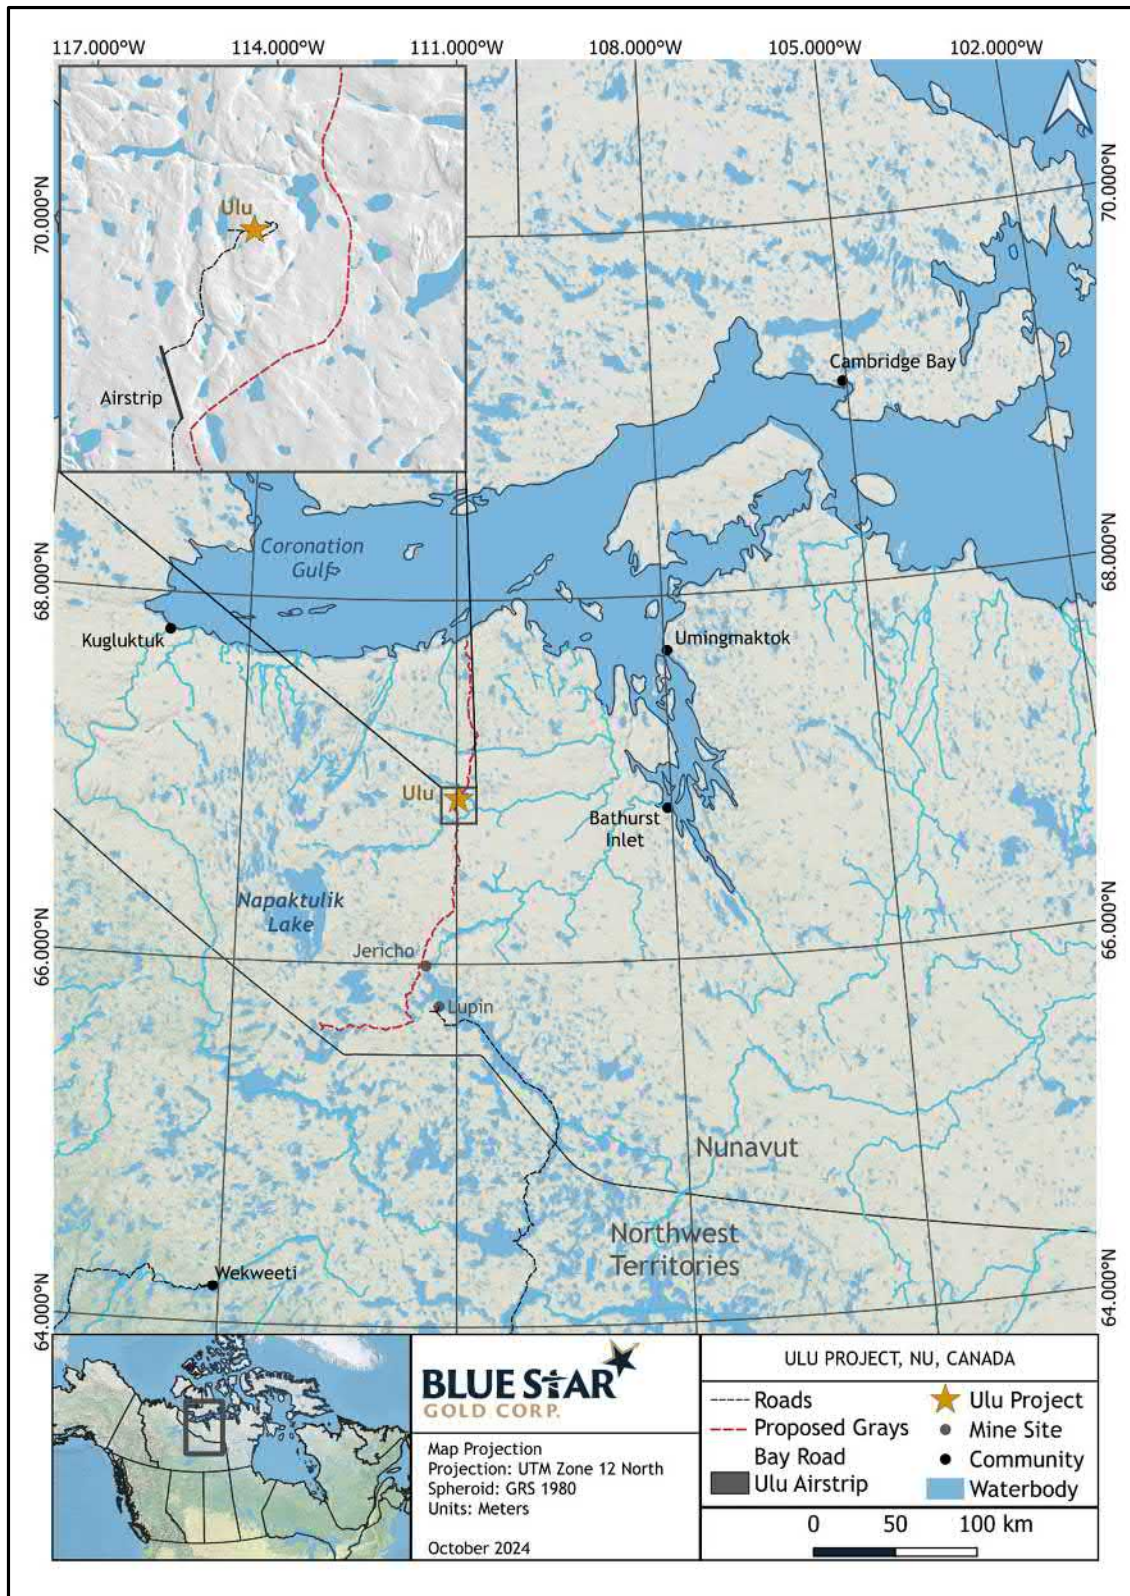 117.000°W 114.000°W 111.000°W 108.000°W 105.000°W 102.000°W
70.000°N
70.000°N
Ulu
Airstrip
Cambridge Bay
Coronation
Gulf
68.000°N
68.000°N
Kugluktuk
Umingmaktok
Ulu
Bathurst
Inlet
Napaktulik
Lake
66.000°N
66.000°N
Jericho
Lupin
Nunavut
Northwest
Territories
Wekweeti
64.000°N
64.000°N
BLUE STAR
GOLD CORP.
Map Projection
Projection: UTM Zone 12 North
Spheroid: GRS 1980
Units: Meters
October 2024
ULU PROJECT, NU, CANADA
Roads
Proposed Grays
Bay Road
Ulu Airstrip
Ulu Project
Mine Site
Community
Waterbody
0 50 100 km